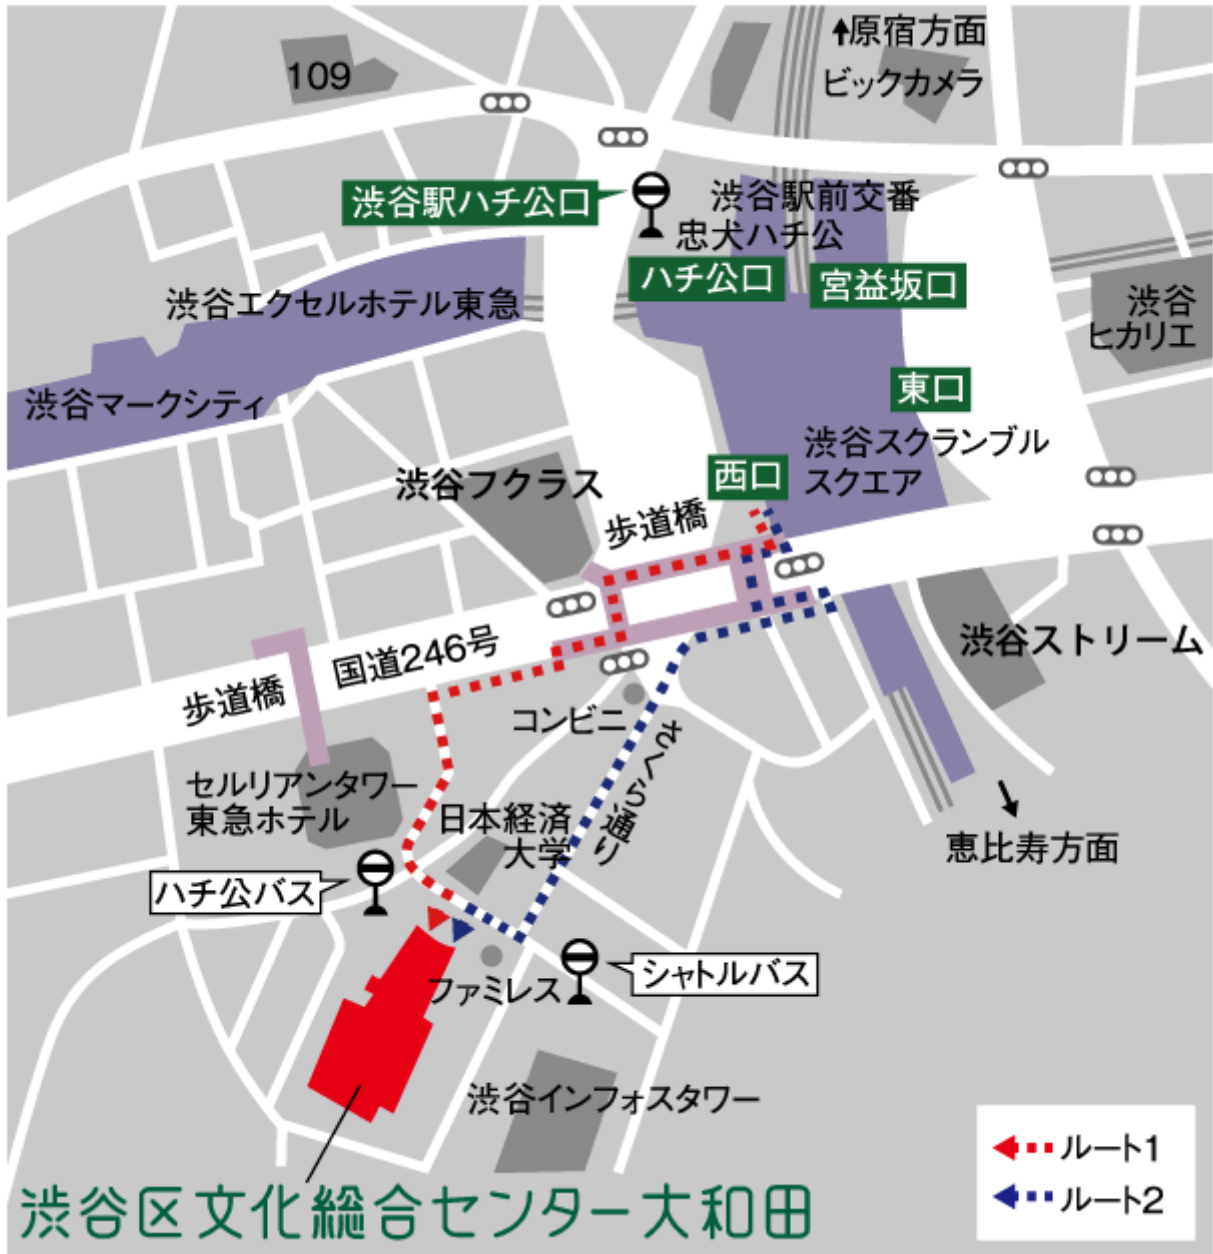 ↑原宿方面
109
ビックカメラ
渋谷駅ハチ公口
渋谷駅前交番
忠犬ハチ公
ハチ公口
宮益坂口
渋谷エクセルホテル東急
渋谷
ヒカリエ
渋谷マークシティ
東口
渋谷スクランブル
スクエア
渋谷フクラス
西口
歩道橋
国道246号
渋谷ストリーム
歩道橋
コンビニ
さくら通り
セルリアンタワー
東急ホテル
日本経済
大学
恵比寿方面
ハチ公バス
ファミレス
シャトルバス
渋谷インフォスタワー
ルート1
ルート2
渋谷区文化総合センター大和田